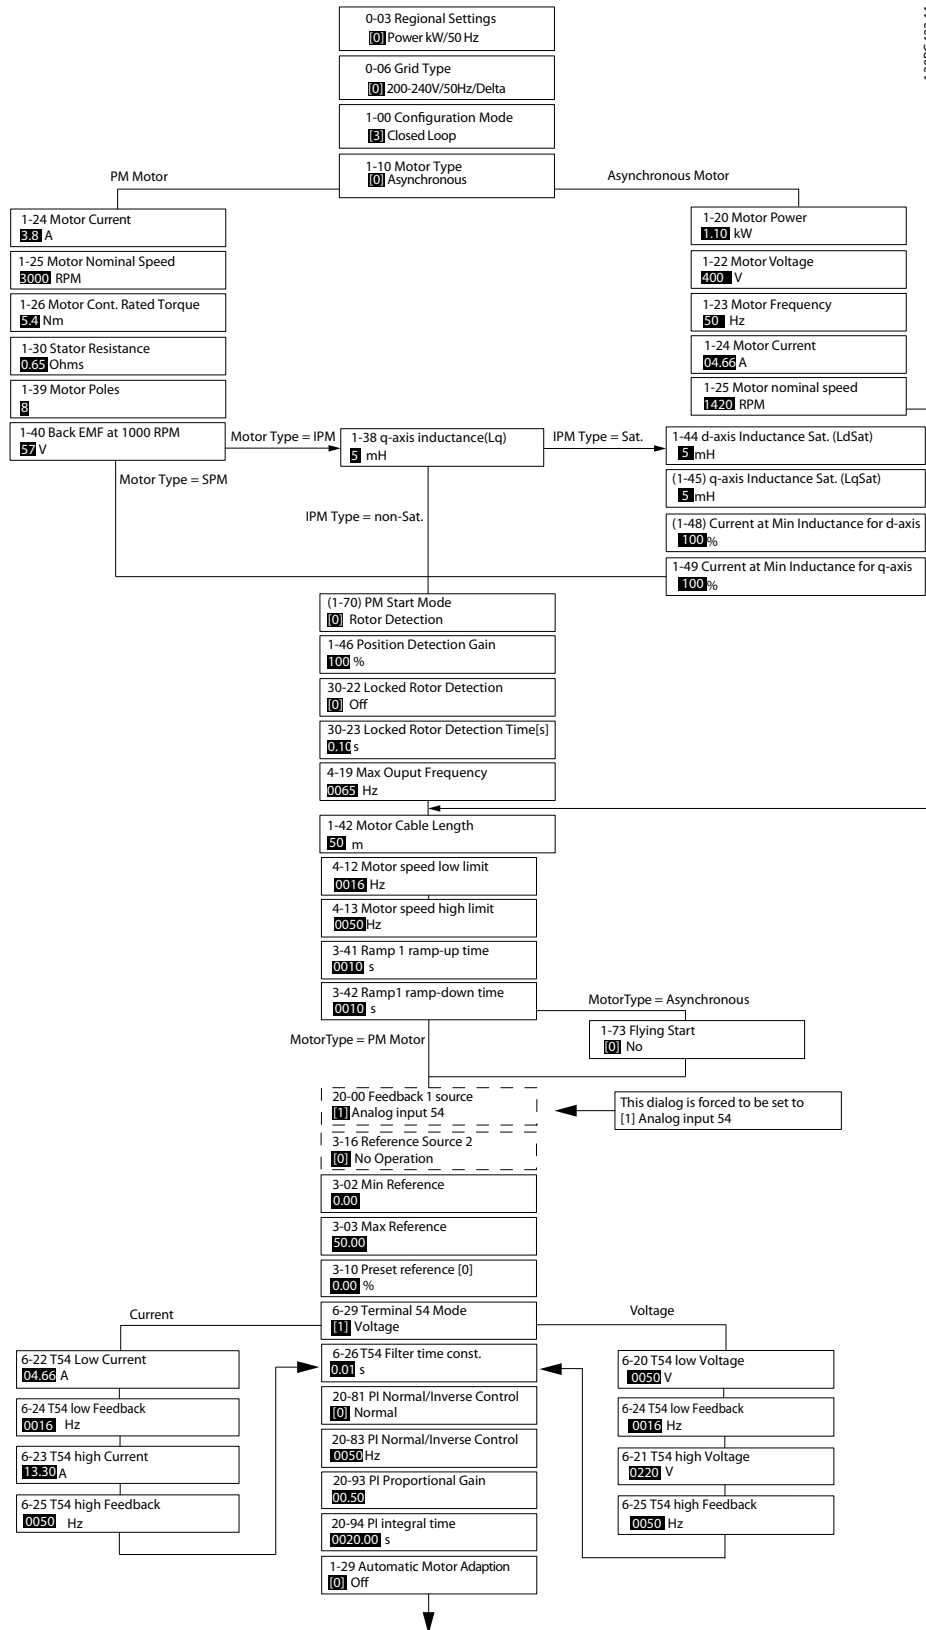 0-03 Regional Settings
[0] Power kW/50 Hz
0-06 Grid Type
[0] 200-240V/50Hz/Delta
1-00 Configuration Mode
[3] Closed Loop
1-10 Motor Type
[0] Asynchronous
PM Motor
Asynchronous Motor
1-24 Motor Current
3.8 A
1-25 Motor Nominal Speed
3000 RPM
1-26 Motor Cont. Rated Torque
5.4 Nm
1-30 Stator Resistance
0.65 Ohms
1-39 Motor Poles
8
1-40 Back EMF at 1000 RPM
57 V
1-20 Motor Power
1.10 kW
1-22 Motor Voltage
400 V
1-23 Motor Frequency
50 Hz
1-24 Motor Current
04.66 A
1-25 Motor nominal speed
1420 RPM
Motor Type = IPM
1-38 q-axis inductance(Lq)
5 mH
IPM Type = Sat.
1-44 d-axis Inductance Sat. (LdSat)
5 mH
(1-45) q-axis Inductance Sat. (LqSat)
5 mH
(1-48) Current at Min Inductance for d-axis
100 %
1-49 Current at Min Inductance for q-axis
100 %
Motor Type = SPM
IPM Type = non-Sat.
(1-70) PM Start Mode
[0] Rotor Detection
1-46 Position Detection Gain
100 %
30-22 Locked Rotor Detection
[0] Off
30-23 Locked Rotor Detection Time[s]
0.10 s
4-19 Max Ouput Frequency
0065 Hz
1-42 Motor Cable Length
50 m
4-12 Motor speed low limit
0016 Hz
4-13 Motor speed high limit
0050 Hz
3-41 Ramp 1 ramp-up time
0010 s
3-42 Ramp1 ramp-down time
0010 s
MotorType = Asynchronous
1-73 Flying Start
[0] No
MotorType = PM Motor
20-00 Feedback 1 source
[1] Analog input 54
This dialog is forced to be set to
[1] Analog input 54
3-16 Reference Source 2
[0] No Operation
3-02 Min Reference
0.00
3-03 Max Reference
50.00
3-10 Preset reference [0]
0.00 %
6-29 Terminal 54 Mode
[1] Voltage
Current
Voltage
6-22 T54 Low Current
04.66 A
6-24 T54 low Feedback
0016 Hz
6-23 T54 high Current
13.30 A
6-25 T54 high Feedback
0050 Hz
6-26 T54 Filter time const.
0.01 s
20-81 PI Normal/Inverse Control
[0] Normal
20-83 PI Normal/Inverse Control
0050 Hz
20-93 PI Proportional Gain
00.50
20-94 PI integral time
0020.00 s
1-29 Automatic Motor Adaption
[0] Off
6-20 T54 low Voltage
0050 V
6-24 T54 low Feedback
0016 Hz
6-21 T54 high Voltage
0220 V
6-25 T54 high Feedback
0050 Hz